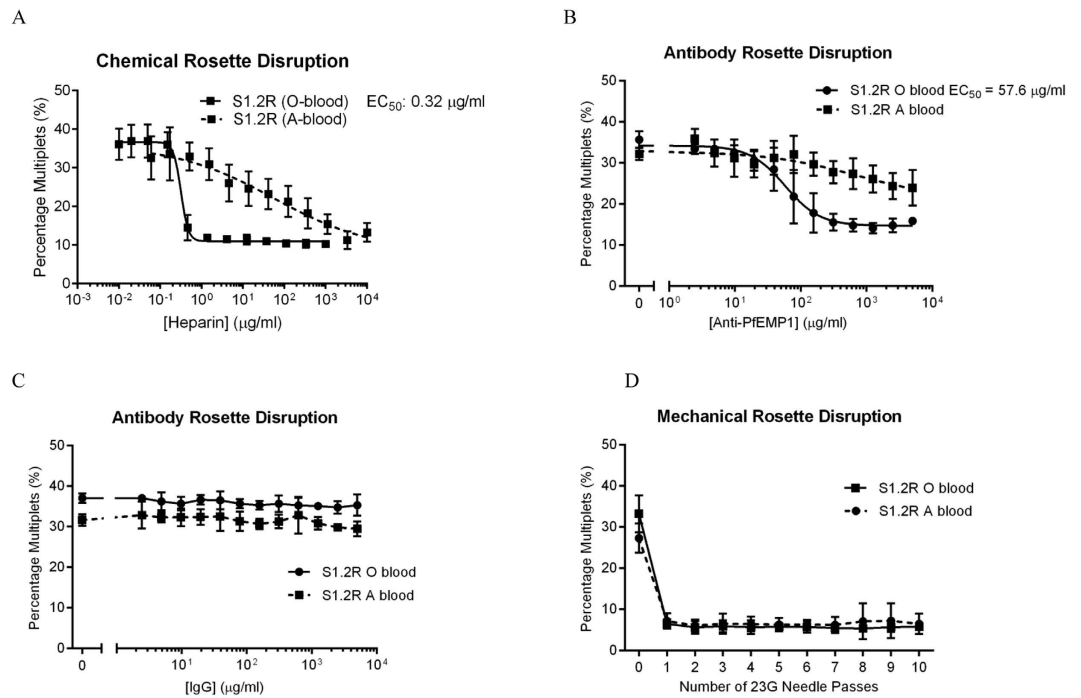 A
Chemical Rosette Disruption
S1.2R (O-blood) EC50: 0.32 μg/ml
S1.2R (A-blood)
Percentage Multiplets (%)
50
40
30
20
10
0
10-3 10-2 10-1 100 101 102 103 104
[Heparin] (μg/ml)
B
Antibody Rosette Disruption
S1.2R O blood EC50 = 57.6 μg/ml
S1.2R A blood
Percentage Multiplets (%)
50
40
30
20
10
0
0 100 101 102 103 104
[Anti-PfEMP1] (μg/ml)
C
Antibody Rosette Disruption
Percentage Multiplets (%)
50
40
30
20
10
0
S1.2R O blood
S1.2R A blood
0 101 102 103 104
[IgG] (μg/ml)
D
Mechanical Rosette Disruption
S1.2R O blood
S1.2R A blood
Percentage Multiplets (%)
50
40
30
20
10
0
0 1 2 3 4 5 6 7 8 9 10
Number of 23G Needle Passes